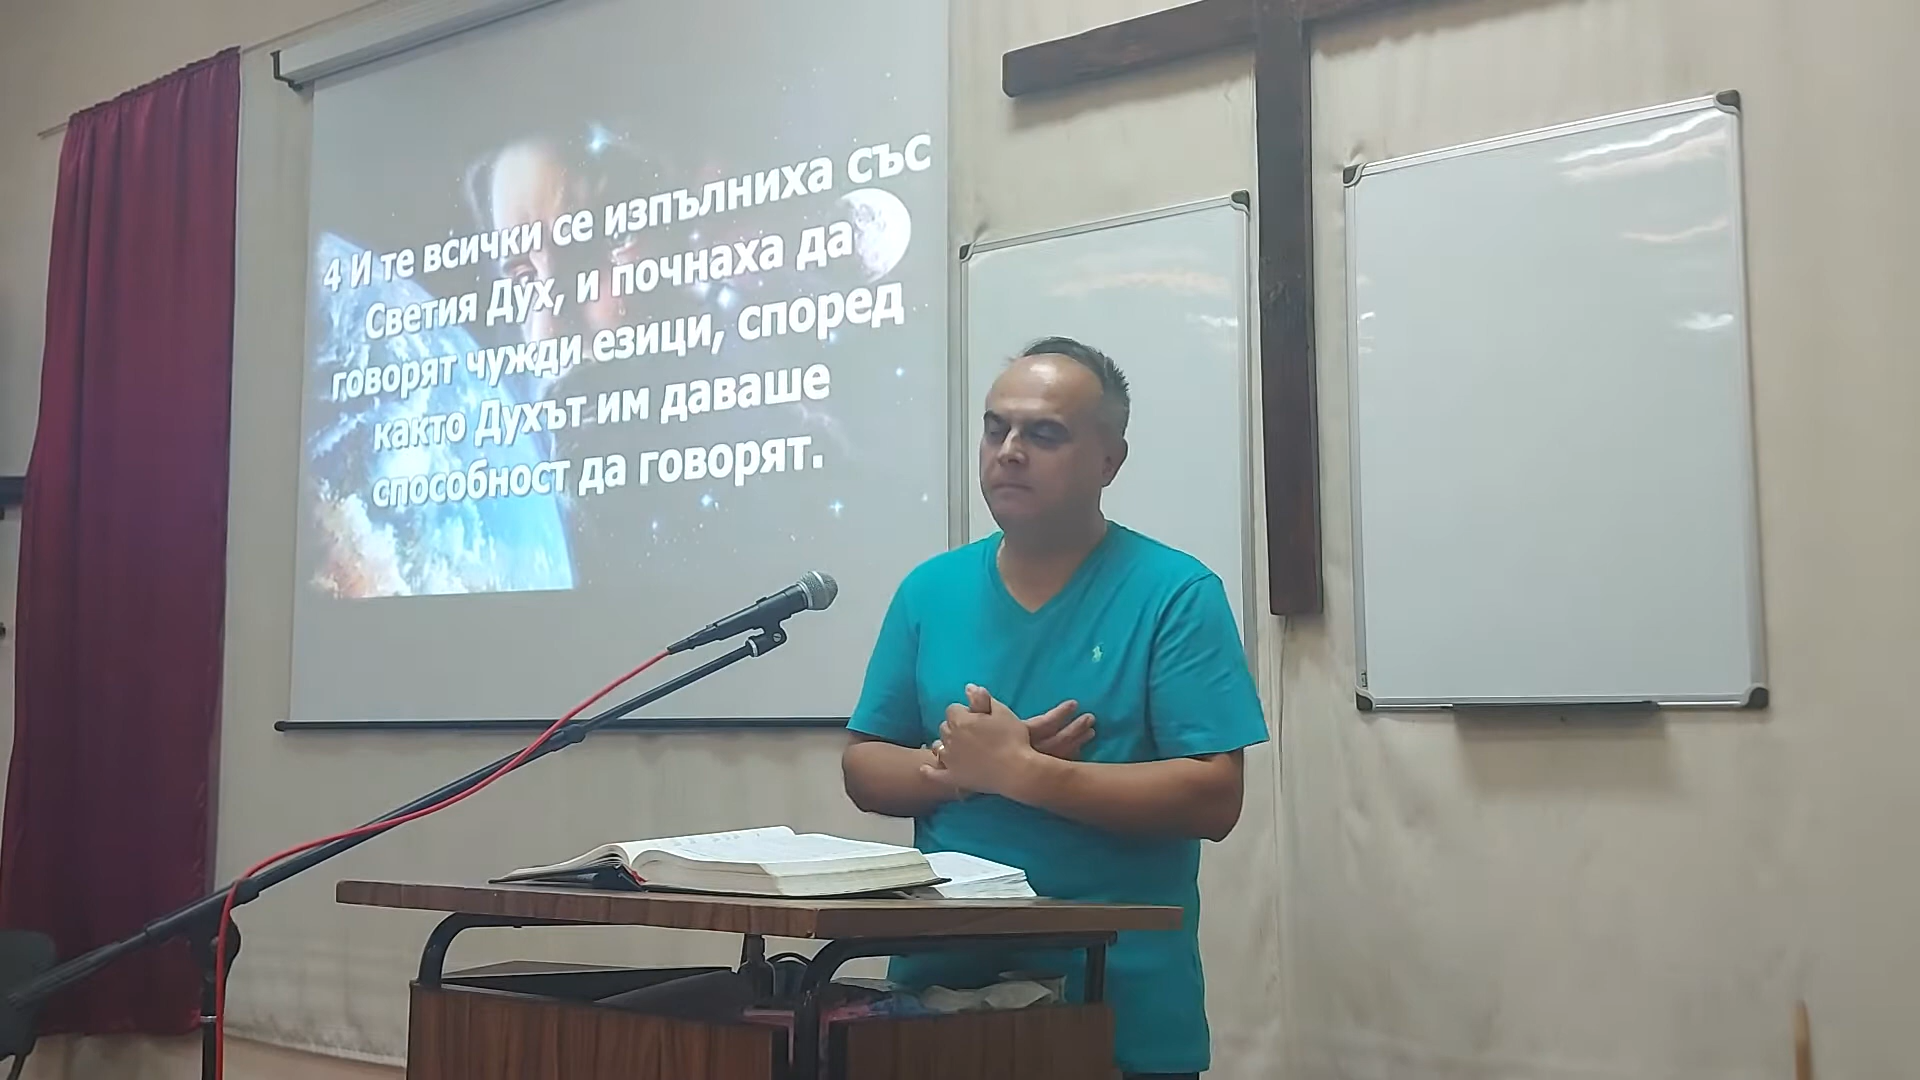 4 И те всички се изпълниха със
Светия Дух, и почнаха да
говорят чужди езици, според
както Духът им даваше
способност да говорят.